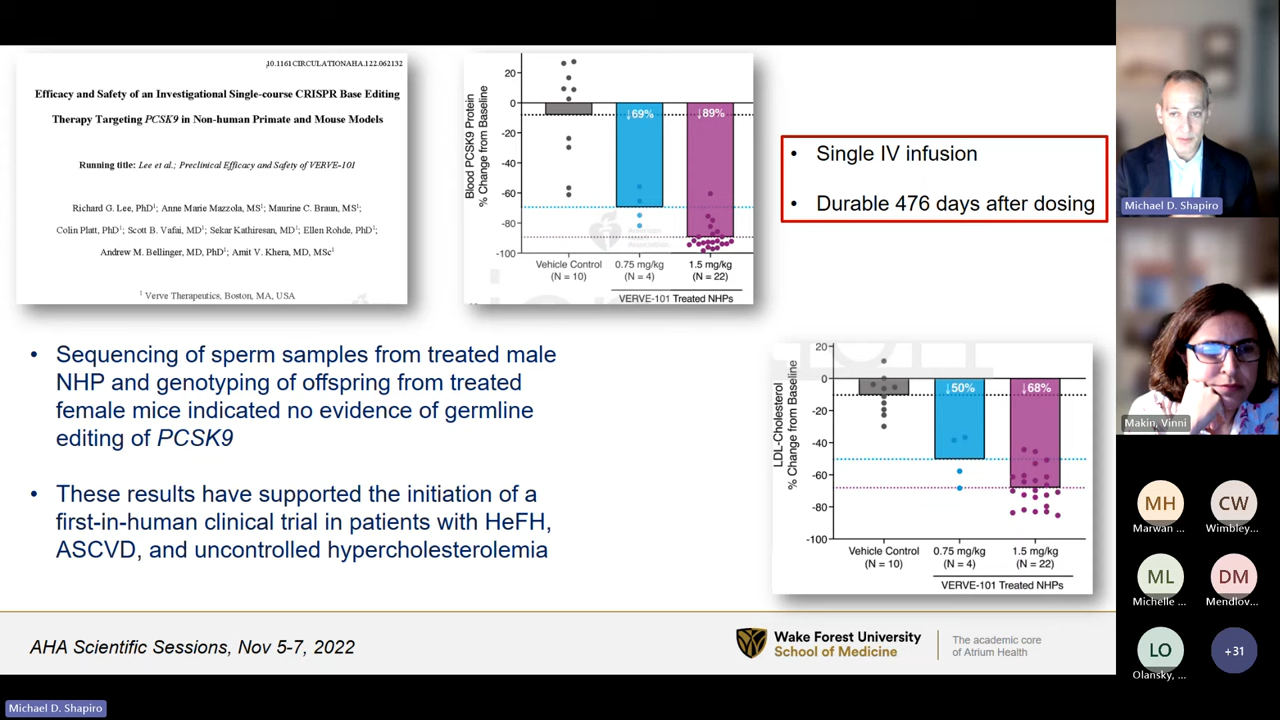 10.1161CIRCULATIONAHA.122.062132
Efficacy and Safety of an Investigational Single-course CRISPR Base Editing
Therapy Targeting PCSK9 in Non-human Primate and Mouse Models
Running title: Lee et al.; Preclinical Efficacy and Safety of VERVE-101
Richard G. Lee, PhD1; Anne Marie Mazzola, MS1; Maurine C. Braun, MS1;
Colin Platt, PhD1; Scott B. Vafai, MD1; Sekar Kathiresan, MD1; Ellen Rohde, PhD1;
Andrew M. Bellinger, MD, PhD1; Amit V. Khera, MD, MSc1
1 Verve Therapeutics, Boston, MA, USA
Blood PCSK9 Protein
% Change from Baseline
20
0
-20
-40
-60
-80
-100
↓69%
↓89%
American
Heart
Association.
Vehicle Control
(N = 10)
0.75 mg/kg
(N = 4)
1.5 mg/kg
(N = 22)
VERVE-101 Treated NHPs
• Single IV infusion
• Durable 476 days after dosing
• Sequencing of sperm samples from treated male
NHP and genotyping of offspring from treated
female mice indicated no evidence of germline
editing of PCSK9
• These results have supported the initiation of a
first-in-human clinical trial in patients with HeFH,
ASCVD, and uncontrolled hypercholesterolemia
LDL-Cholesterol
% Change from Baseline
20
0
-20
-40
-60
-80
-100
↓50%
↓68%
Vehicle Control
(N = 10)
0.75 mg/kg
(N = 4)
1.5 mg/kg
(N = 22)
VERVE-101 Treated NHPs
AHA Scientific Sessions, Nov 5-7, 2022
Wake Forest University
School of Medicine
The academic core
of Atrium Health
Michael D. Shapiro
Makin, Vinni
MH
Marwan ...
CW
Wimbley...
ML
Michelle ...
DM
Mendlov...
LO
Olansky, ...
+31
Michael D. Shapiro